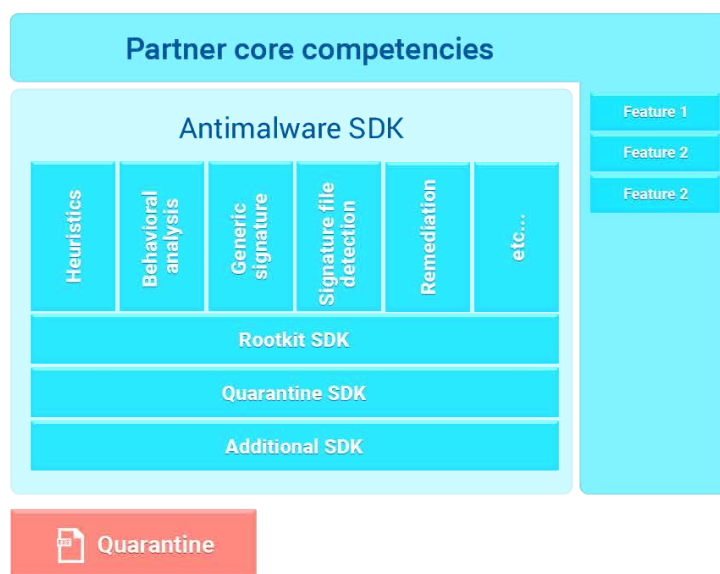 Partner core competencies
Antimalware SDK
Feature 1
Feature 2
Feature 2
Heuristics
Behavioral
analysis
Generic
signature
Signature file
detection
Remediation
etc...
Rootkit SDK
Quarantine SDK
Additional SDK
EXE
Quarantine